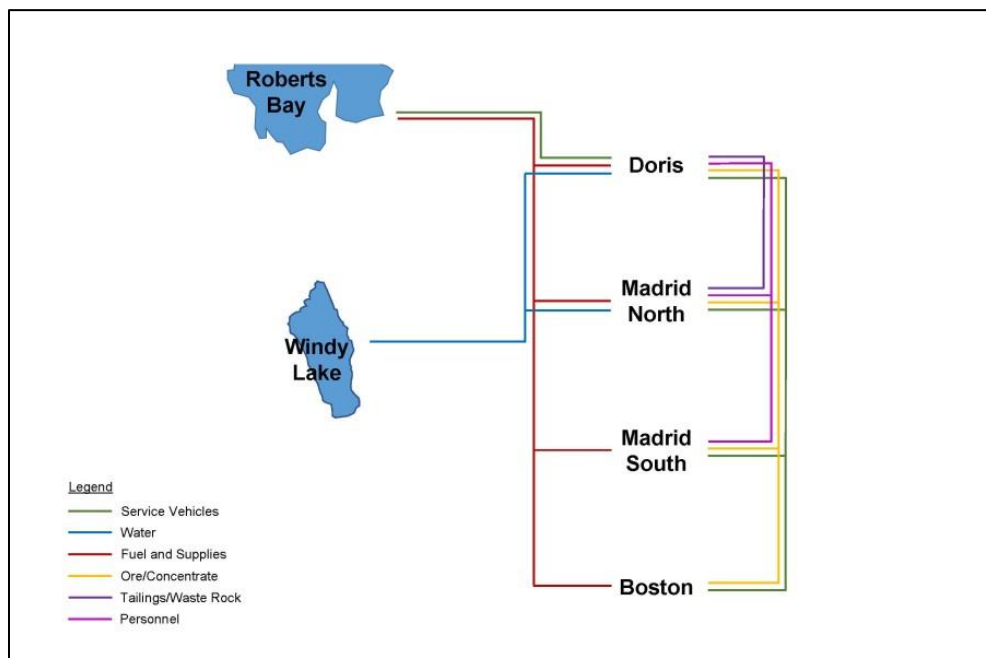 Roberts
Bay
Doris
Madrid
North
Windy
Lake
Madrid
South
Legend
Service Vehicles
Water
Fuel and Supplies
Ore/Concentrate
Tailings/Waste Rock
Personnel
Boston